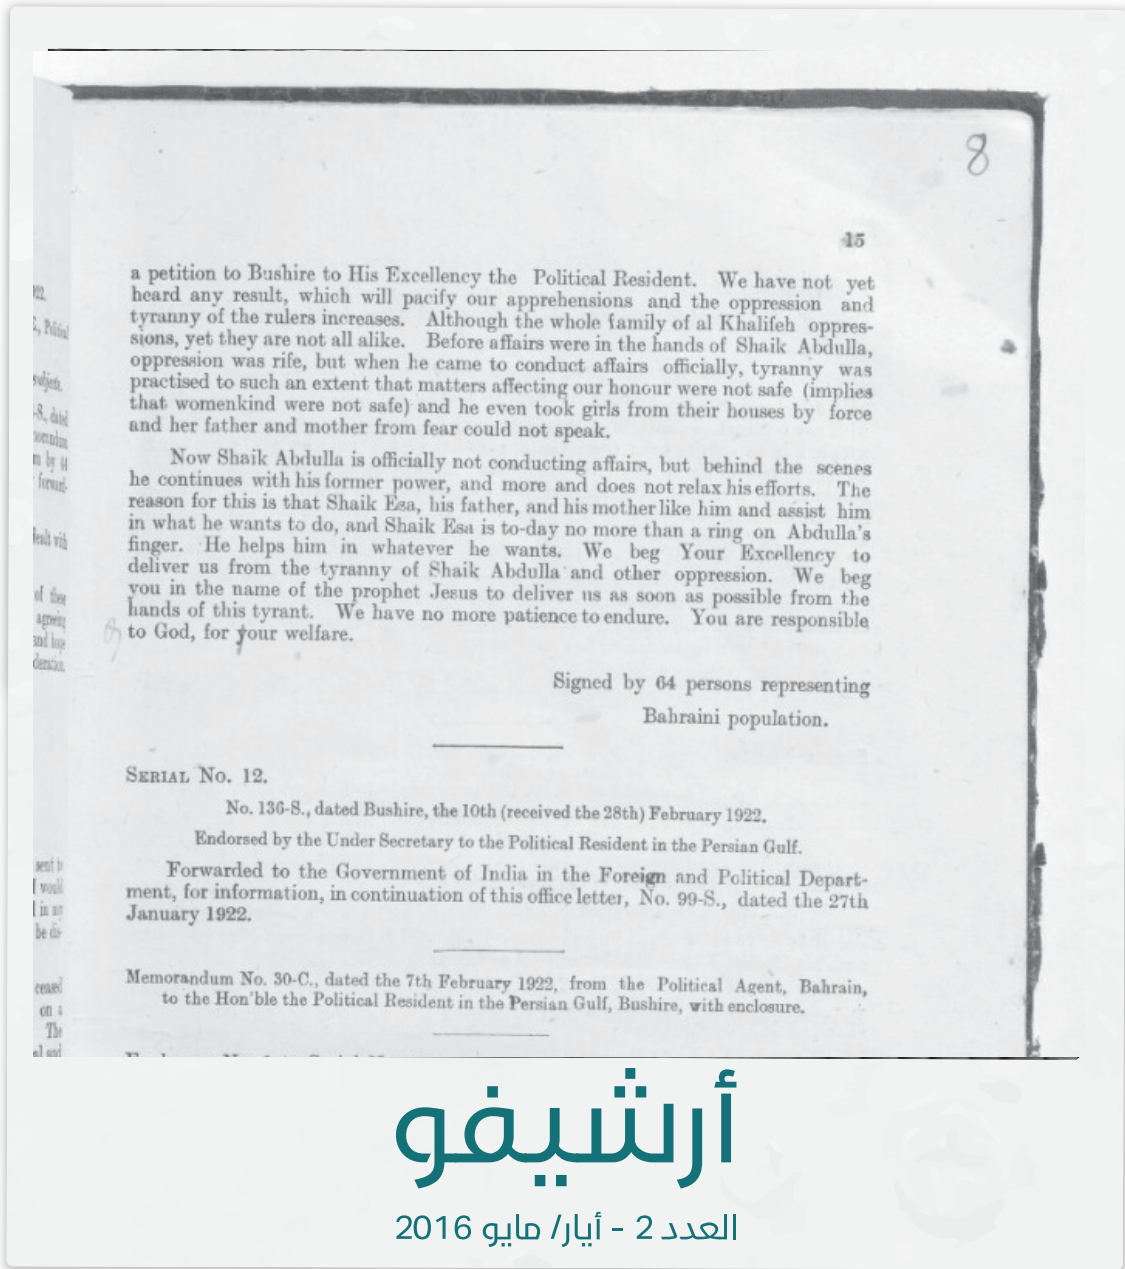 8
15
a petition to Bushire to His Excellency the Political Resident. We have not yet
heard any result, which will pacify our apprehensions and the oppression and
tyranny of the rulers increases. Although the whole family of al Khalifeh oppres-
sions, yet they are not all alike. Before affairs were in the hands of Shaik Abdulla,
oppression was rife, but when he came to conduct affairs officially, tyranny was
practised to such an extent that matters affecting our honour were not safe (implies
that womenkind were not safe) and he even took girls from their houses by force
and her father and mother from fear could not speak.
Now Shaik Abdulla is officially not conducting affairs, but behind the scenes
he continues with his former power, and more and does not relax his efforts. The
reason for this is that Shaik Esa, his father, and his mother like him and assist him
in what he wants to do, and Shaik Esa is to-day no more than a ring on Abdulla's
finger. He helps him in whatever he wants. We beg Your Excellency to
deliver us from the tyranny of Shaik Abdulla and other oppression. We beg
you in the name of the prophet Jesus to deliver us as soon as possible from the
hands of this tyrant. We have no more patience to endure. You are responsible
to God, for your welfare.
Signed by 64 persons representing
Bahraini population.
SERIAL No. 12.
No. 136-S., dated Bushire, the 10th (received the 28th) February 1922.
Endorsed by the Under Secretary to the Political Resident in the Persian Gulf.
Forwarded to the Government of India in the Foreign and Political Depart-
ment, for information, in continuation of this office letter, No. 99-S., dated the 27th
January 1922.
Memorandum No. 30-C., dated the 7th February 1922, from the Political Agent, Bahrain,
to the Hon'ble the Political Resident in the Persian Gulf, Bushire, with enclosure.
أرشيفو
العدد 2 - أيار/ مايو 2016